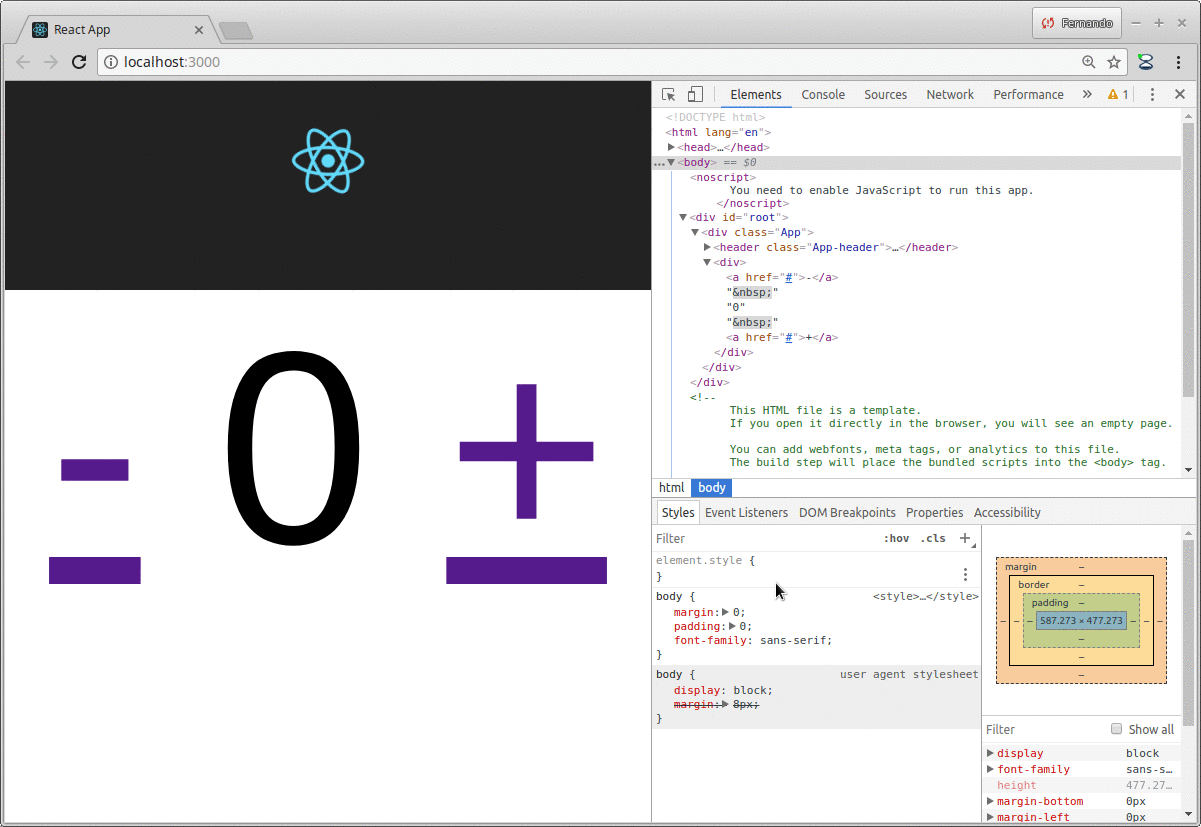 React App
Fernando
localhost:3000
Elements Console Sources Network Performance » 1
<!DOCTYPE html>
<html lang="en">
<head>…</head>
… <body> == $0
<noscript>
You need to enable JavaScript to run this app.
</noscript>
<div id="root">
<div class="App">
<header class="App-header">…</header>
<div>
<a href="#">-</a>
"&nbsp;"
"0"
"&nbsp;"
<a href="#">+</a>
</div>
</div>
</div>
<!--
This HTML file is a template.
If you open it directly in the browser, you will see an empty page.
You can add webfonts, meta tags, or analytics to this file.
The build step will place the bundled scripts into the <body> tag.
- 0 +
html body
Styles Event Listeners DOM Breakpoints Properties Accessibility
Filter :hov .cls +
element.style {
}
body { <style>…</style>
margin: 0;
padding: 0;
font-family: sans-serif;
}
body { user agent stylesheet
display: block;
margin: 8px;
}
margin –
border –
padding –
– – – 587.273 × 477.273 – – –
–
–
–
Filter Show all
display block
font-family sans-s…
height 477.27…
margin-bottom 0px
margin-left 0px